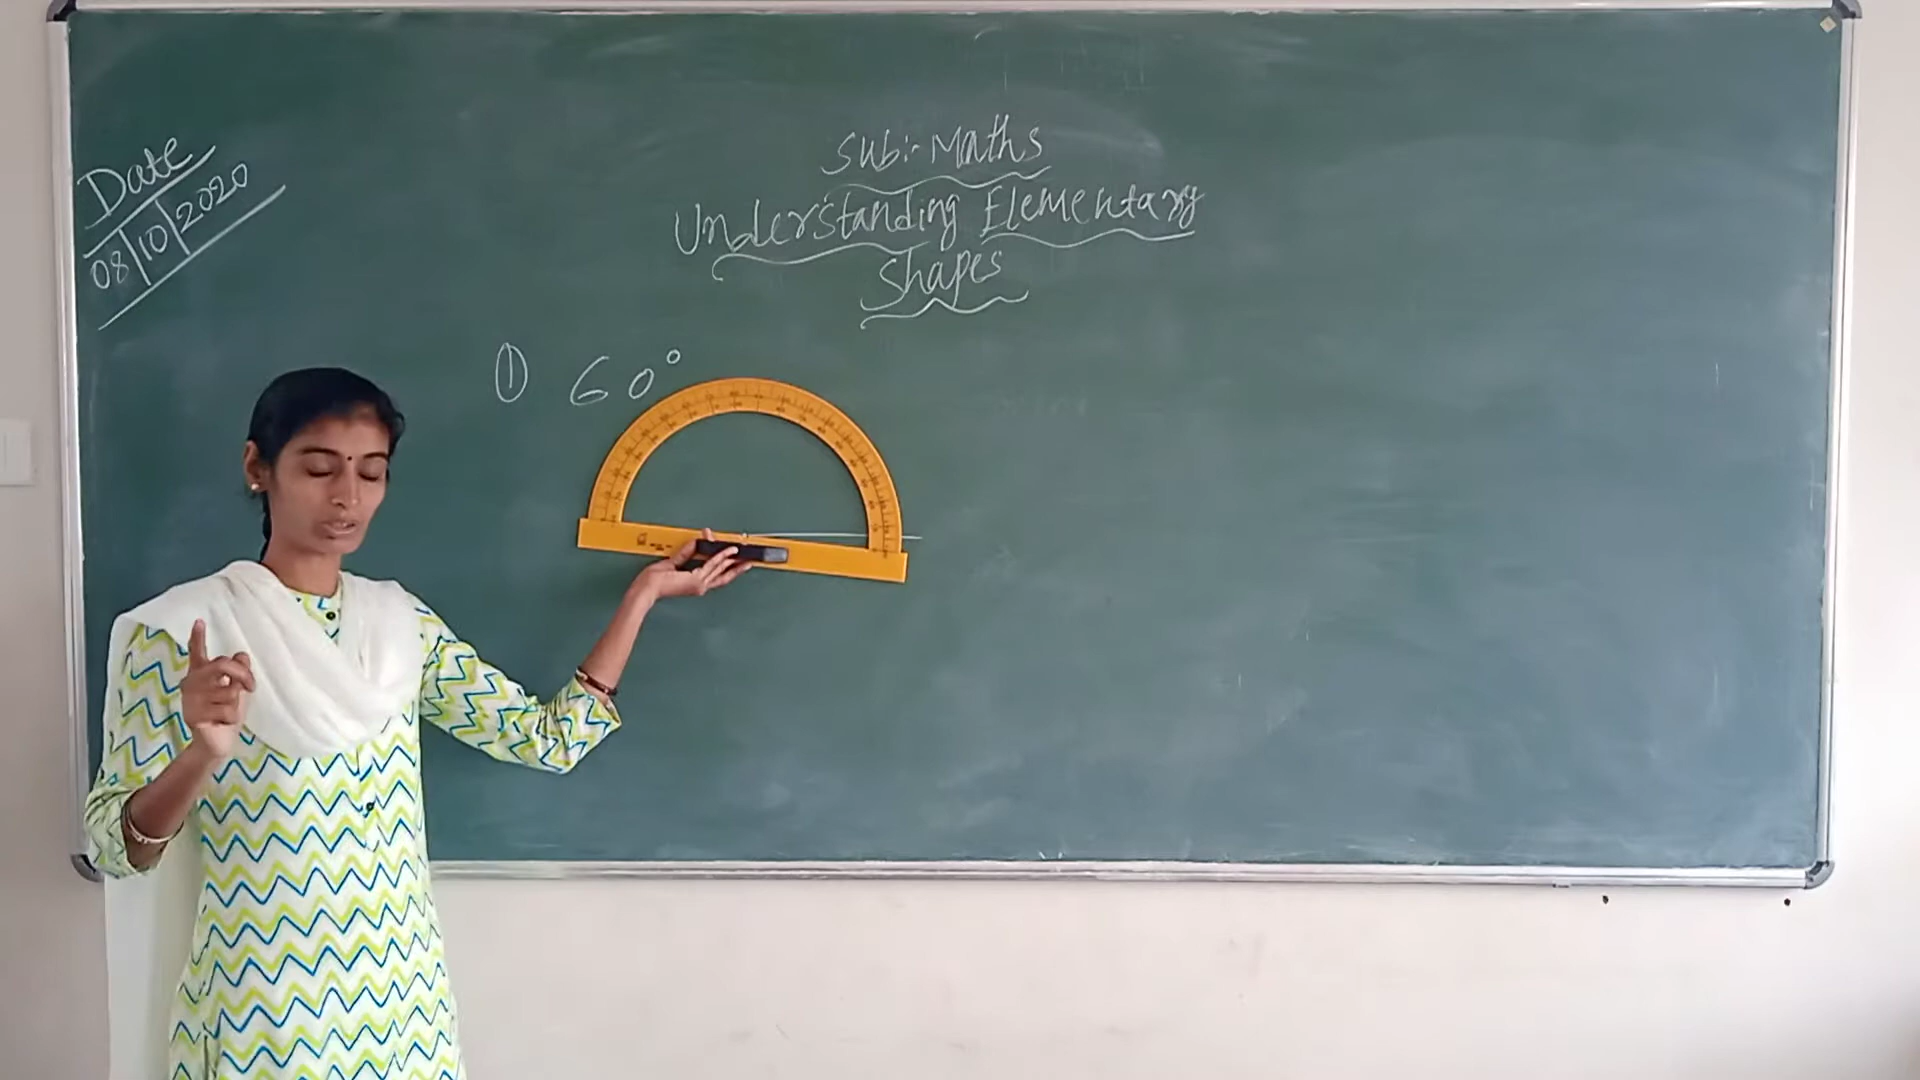 Date
08/10/2020
Sub:- Maths
Understanding Elementary
Shapes
① 60°